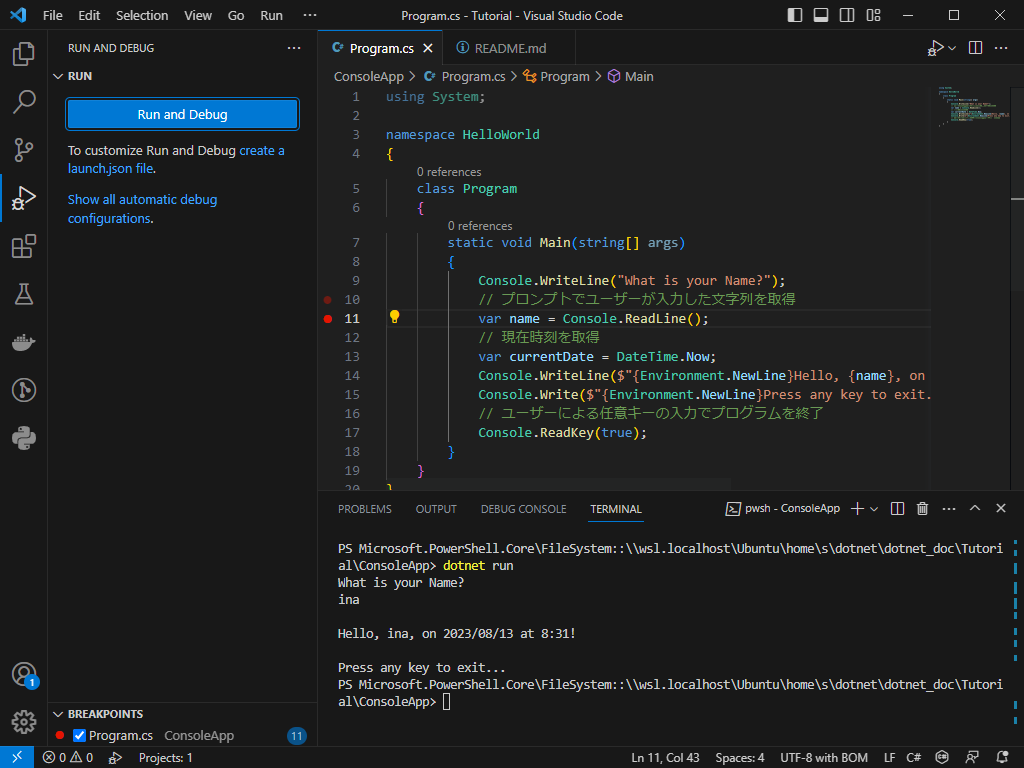 File Edit Selection View Go Run ··· Program.cs - Tutorial - Visual Studio Code
RUN AND DEBUG ···
RUN
Run and Debug
To customize Run and Debug create a
launch.json file.
Show all automatic debug
configurations.
Program.cs README.md
ConsoleApp > Program.cs > Program > Main
1 using System;
2
3 namespace HelloWorld
4 {
0 references
5 class Program
6 {
0 references
7 static void Main(string[] args)
8 {
9 Console.WriteLine("What is your Name?");
10 // プロンプトでユーザーが入力した文字列を取得
11 var name = Console.ReadLine();
12 // 現在時刻を取得
13 var currentDate = DateTime.Now;
14 Console.WriteLine($"{Environment.NewLine}Hello, {name}, on
15 Console.Write($"{Environment.NewLine}Press any key to exit.
16 // ユーザーによる任意キーの入力でプログラムを終了
17 Console.ReadKey(true);
18 }
19 }
20 }
PROBLEMS OUTPUT DEBUG CONSOLE TERMINAL pwsh - ConsoleApp
PS Microsoft.PowerShell.Core\FileSystem::\\wsl.localhost\Ubuntu\home\s\dotnet\dotnet_doc\Tutori
al\ConsoleApp> dotnet run
What is your Name?
ina
Hello, ina, on 2023/08/13 at 8:31!
Press any key to exit...
PS Microsoft.PowerShell.Core\FileSystem::\\wsl.localhost\Ubuntu\home\s\dotnet\dotnet_doc\Tutori
al\ConsoleApp>
1
BREAKPOINTS
Program.cs ConsoleApp 11
0 0 Projects: 1 Ln 11, Col 43 Spaces: 4 UTF-8 with BOM LF C#